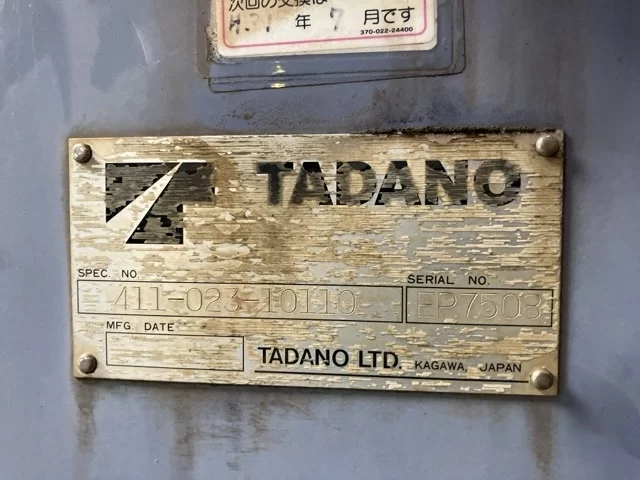 次回の交換は
年 7 月です
370-022-24400
TADANO
SPEC. NO.
SERIAL NO.
411-023-10110
EP7508
MFG. DATE
TADANO LTD. KAGAWA, JAPAN